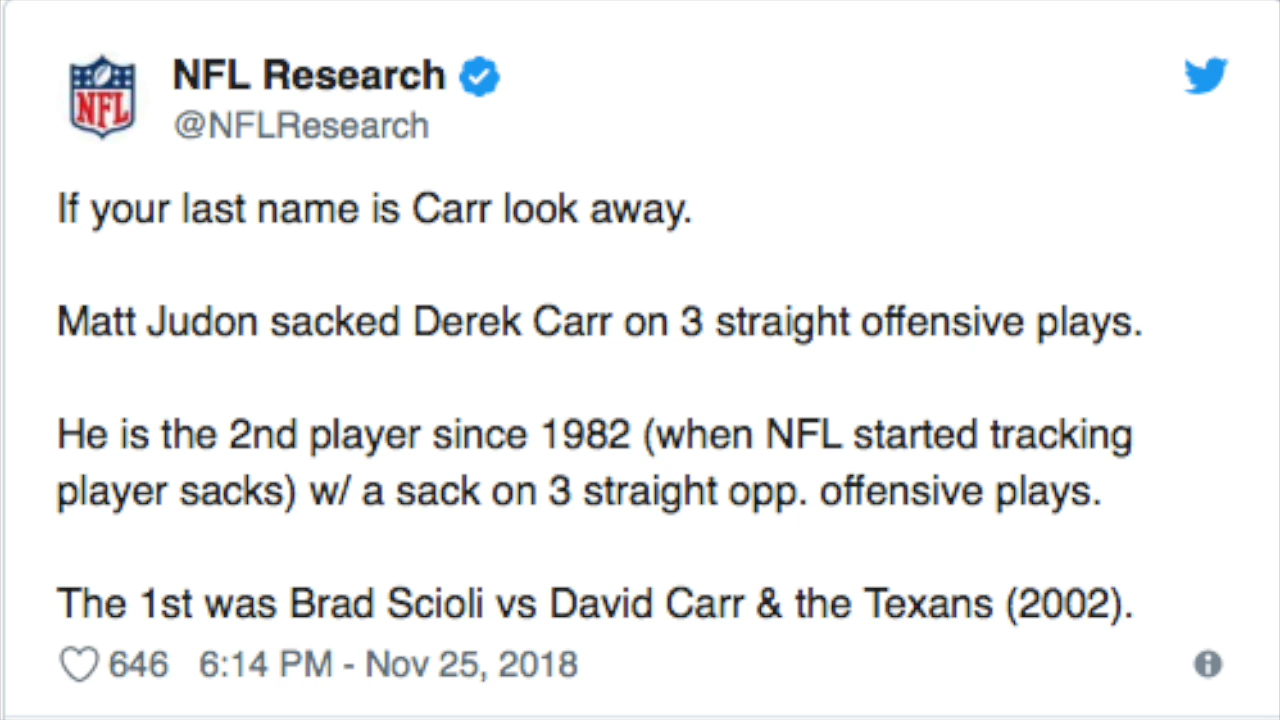 NFL
NFL Research
@NFLResearch
If your last name is Carr look away.
Matt Judon sacked Derek Carr on 3 straight offensive plays.
He is the 2nd player since 1982 (when NFL started tracking
player sacks) w/ a sack on 3 straight opp. offensive plays.
The 1st was Brad Scioli vs David Carr & the Texans (2002).
646 6:14 PM - Nov 25, 2018